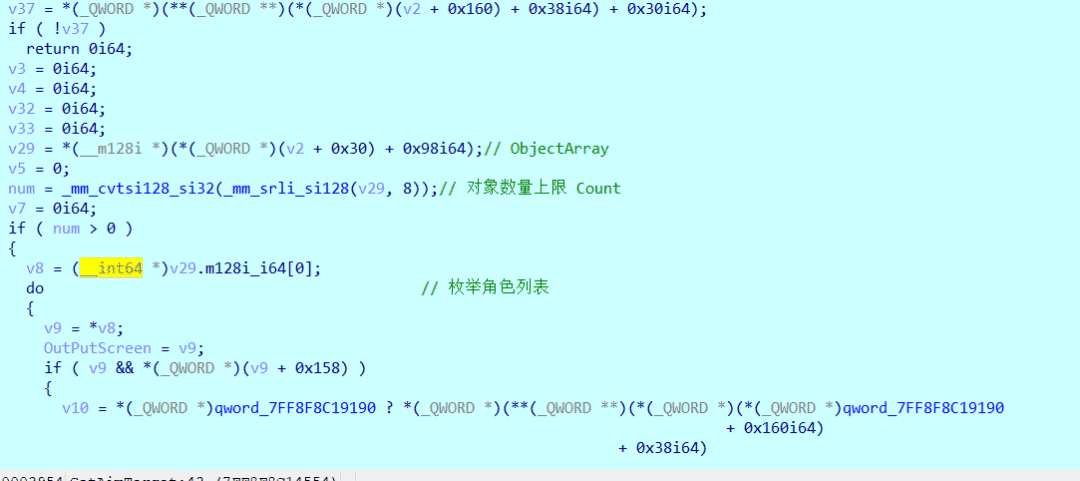 v37 = *(_QWORD *)(**(_QWORD **)(*(_QWORD *)(v2 + 0x160) + 0x38i64) + 0x30i64);
if ( !v37 )
return 0i64;
v3 = 0i64;
v4 = 0i64;
v32 = 0i64;
v33 = 0i64;
v29 = *(__m128i *)(*(_QWORD *)(v2 + 0x30) + 0x98i64);// ObjectArray
v5 = 0;
num = _mm_cvtsi128_si32(_mm_srli_si128(v29, 8));// 对象数量上限 Count
v7 = 0i64;
if ( num > 0 )
{
v8 = (__int64 *)v29.m128i_i64[0];
do // 枚举角色列表
{
v9 = *v8;
OutPutScreen = v9;
if ( v9 && *(_QWORD *)(v9 + 0x158) )
{
v10 = *(_QWORD *)qword_7FF8F8C19190 ? *(_QWORD *)(**(_QWORD **)(*(_QWORD *)(*(_QWORD *)qword_7FF8F8C19190
+ 0x160i64)
+ 0x38i64)